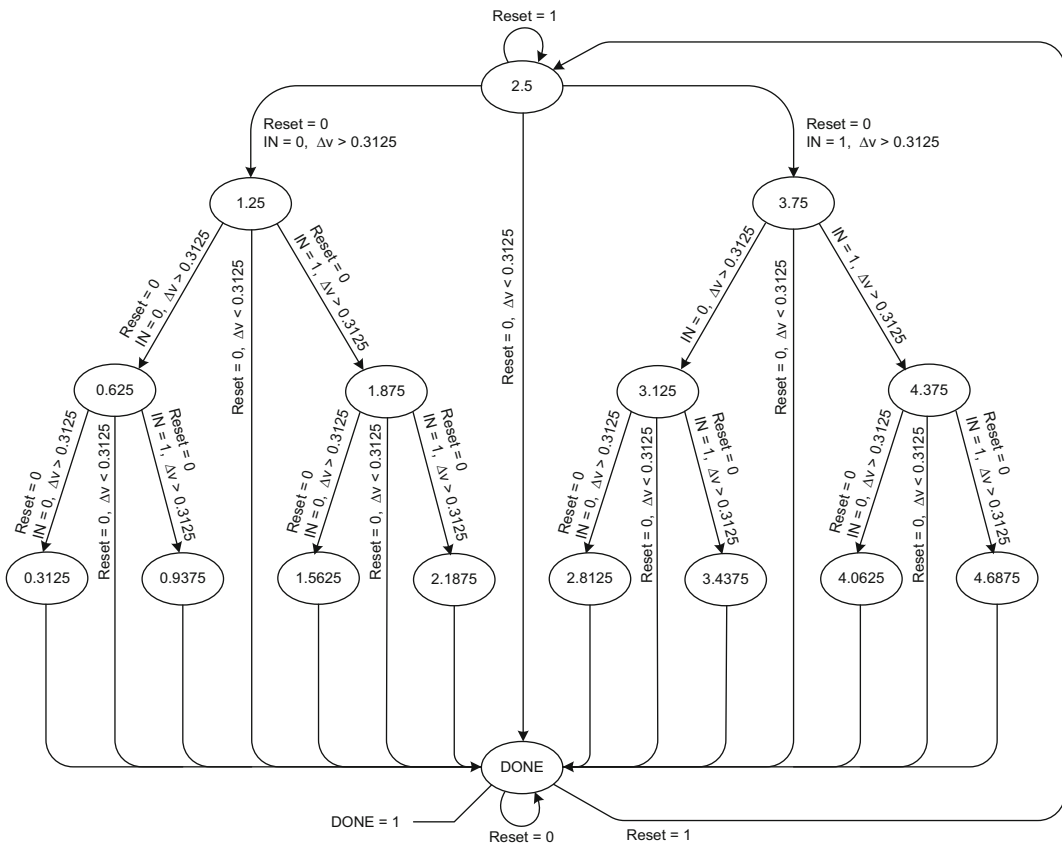 Reset = 1
2.5
Reset = 0
IN = 0, Δv > 0.3125
Reset = 0
IN = 1, Δv > 0.3125
1.25
3.75
Reset = 0
IN = 0, Δv > 0.3125
Reset = 0, Δv < 0.3125
Reset = 0
IN = 1, Δv > 0.3125
Reset = 0, Δv < 0.3125
IN = 0, Δv > 0.3125
Reset = 0, Δv < 0.3125
IN = 1, Δv > 0.3125
0.625
1.875
3.125
4.375
Reset = 0
IN = 0, Δv > 0.3125
Reset = 0, Δv < 0.3125
Reset = 0
IN = 1, Δv > 0.3125
Reset = 0
IN = 0, Δv > 0.3125
Reset = 0, Δv < 0.3125
Reset = 0
IN = 1, Δv > 0.3125
Reset = 0
IN = 0, Δv > 0.3125
Reset = 0, Δv < 0.3125
Reset = 0
IN = 1, Δv > 0.3125
Reset = 0
IN = 0, Δv > 0.3125
Reset = 0, Δv < 0.3125
Reset = 0
IN = 1, Δv > 0.3125
0.3125
0.9375
1.5625
2.1875
2.8125
3.4375
4.0625
4.6875
DONE
DONE = 1
Reset = 0
Reset = 1